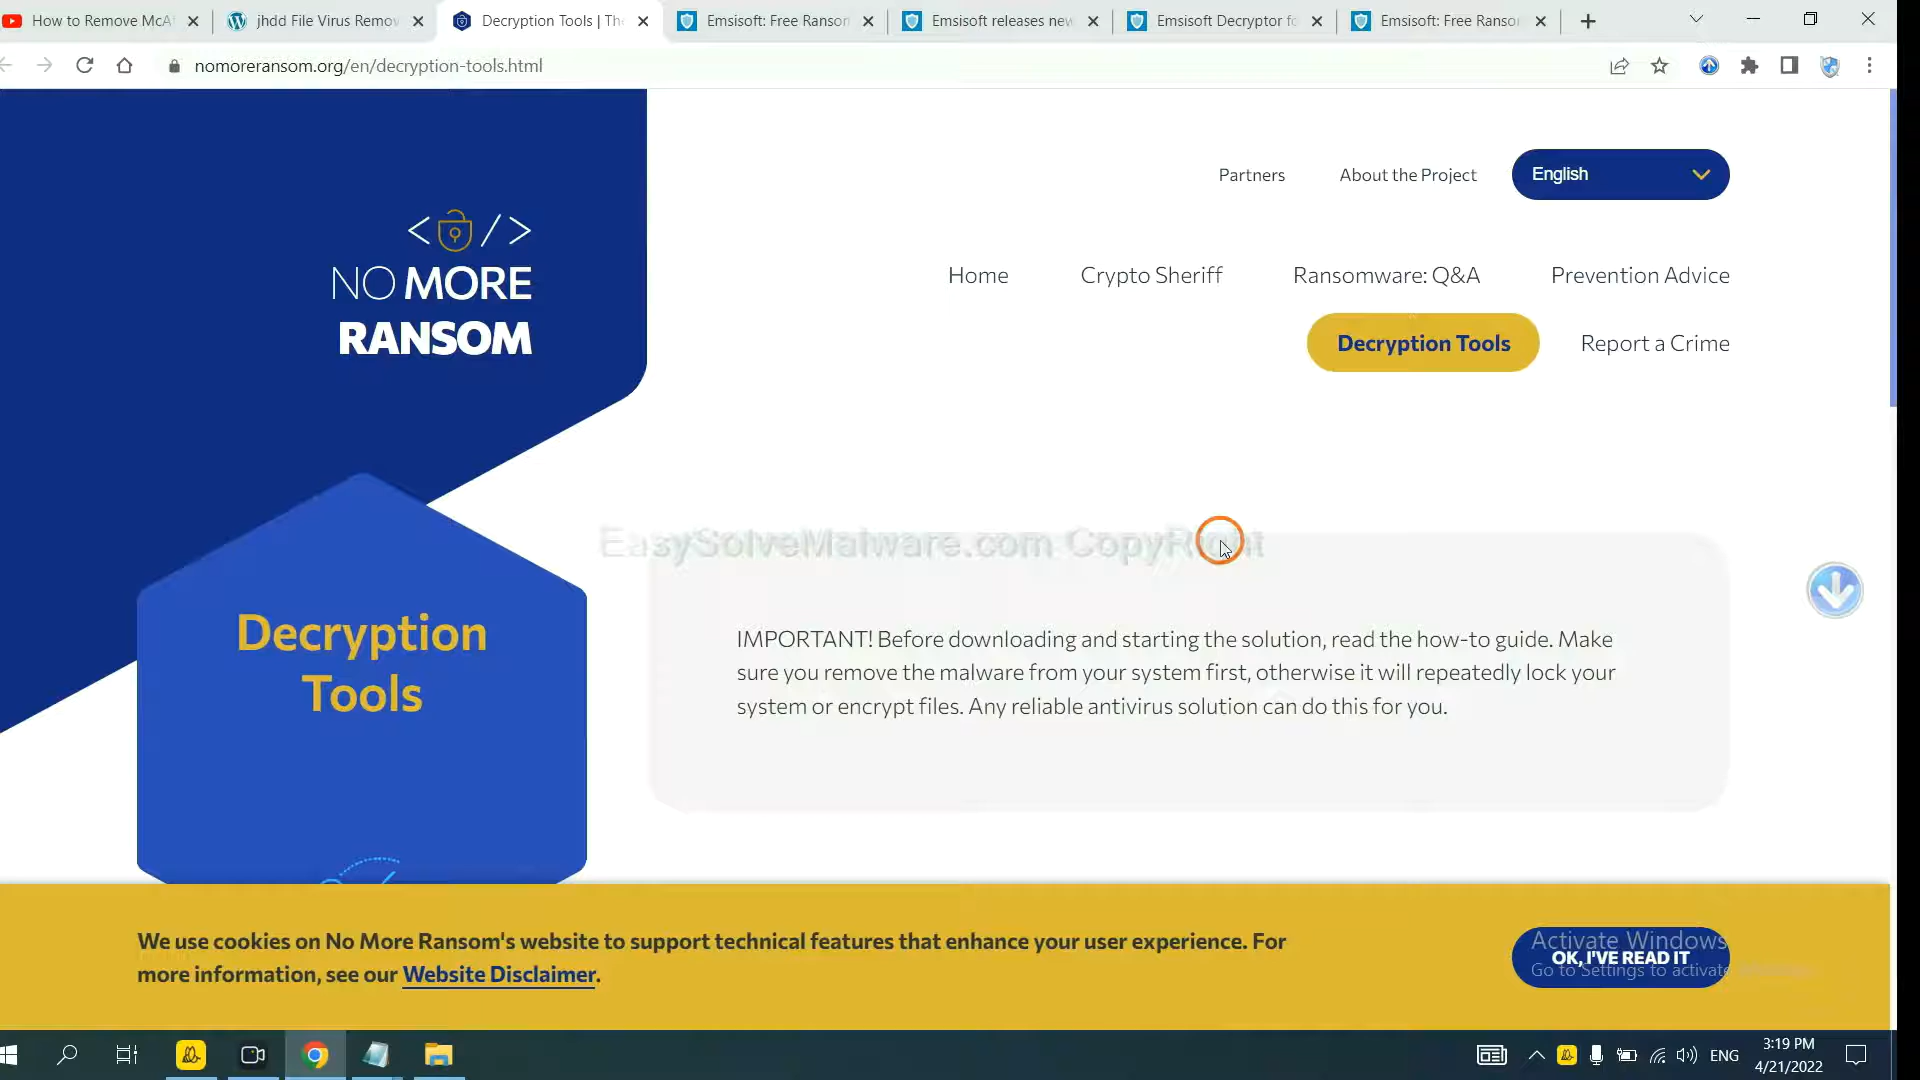 How to Remove McA
jhdd File Virus Remov
Decryption Tools | The
Emsisoft: Free Ransom
Emsisoft releases new
Emsisoft Decryptor fo
Emsisoft: Free Ranso
nomoreransom.org/en/decryption-tools.html
Partners
About the Project
English
NO MORE
RANSOM
Home
Crypto Sheriff
Ransomware: Q&A
Prevention Advice
Decryption Tools
Report a Crime
EasySolveMalware.com CopyRight
Decryption
Tools
IMPORTANT! Before downloading and starting the solution, read the how-to guide. Make
sure you remove the malware from your system first, otherwise it will repeatedly lock your
system or encrypt files. Any reliable antivirus solution can do this for you.
We use cookies on No More Ransom's website to support technical features that enhance your user experience. For
more information, see our Website Disclaimer.
OK, I'VE READ IT
Activate Windows
Go to Settings to activate Windows.
ENG
3:19 PM
4/21/2022